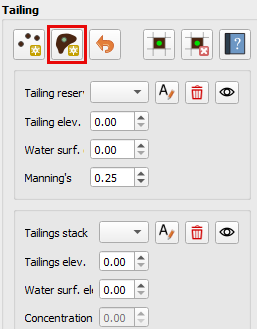 Tailing
?
Tailing reser
A
Tailing elev. 0.00
Water surf. 0.00
Manning's 0.25
Tailings stack
A
Tailings elev. 0.00
Water surf. el 0.00
Concentration 0.00